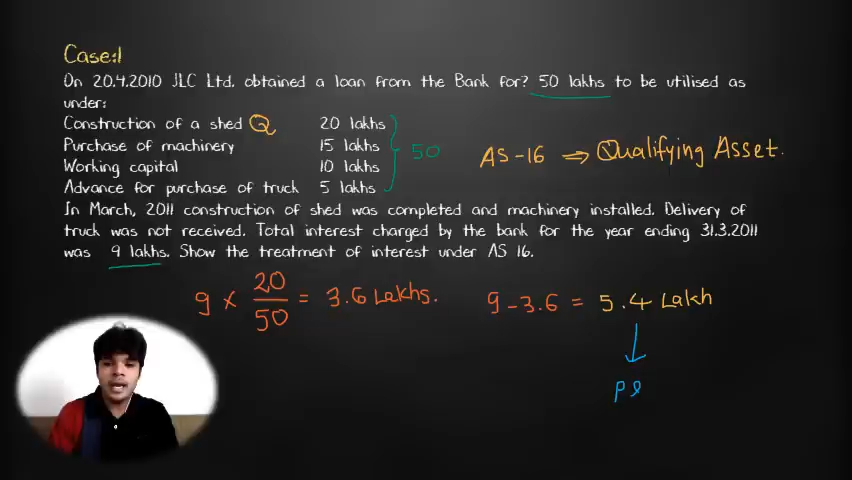 Case:1
On 20.4.2010 JLC Ltd. obtained a loan from the Bank for? 50 lakhs to be utilised as
under:
Construction of a shed Q 20 lakhs
Purchase of machinery 15 lakhs
Working capital 10 lakhs
Advance for purchase of truck 5 lakhs
50
AS-16 ⇒ Qualifying Asset.
In March, 2011 construction of shed was completed and machinery installed. Delivery of
truck was not received. Total interest charged by the bank for the year ending 31.3.2011
was 9 lakhs. Show the treatment of interest under AS 16.
9 × 20/50 = 3.6 Lakhs.
9 - 3.6 = 5.4 Lakh
↓